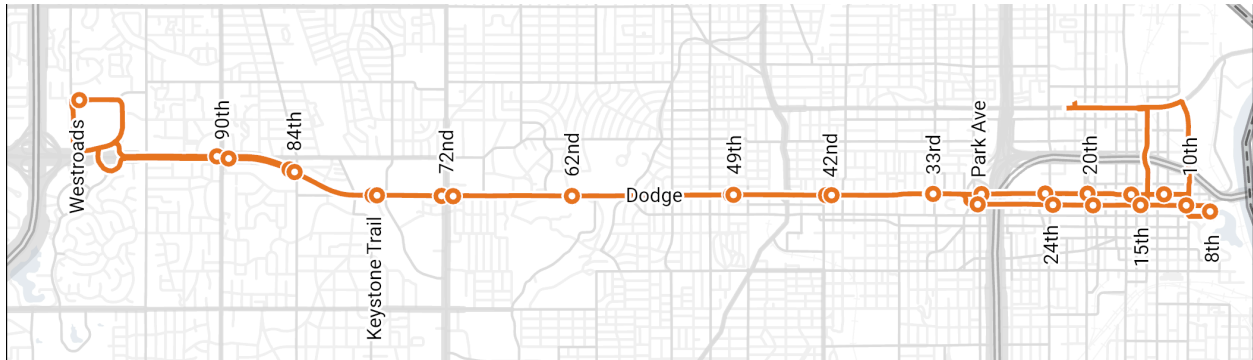 Westroads
90th
84th
Keystone Trail
72nd
62nd
Dodge
49th
42nd
33rd
Park Ave
24th
20th
15th
10th
8th